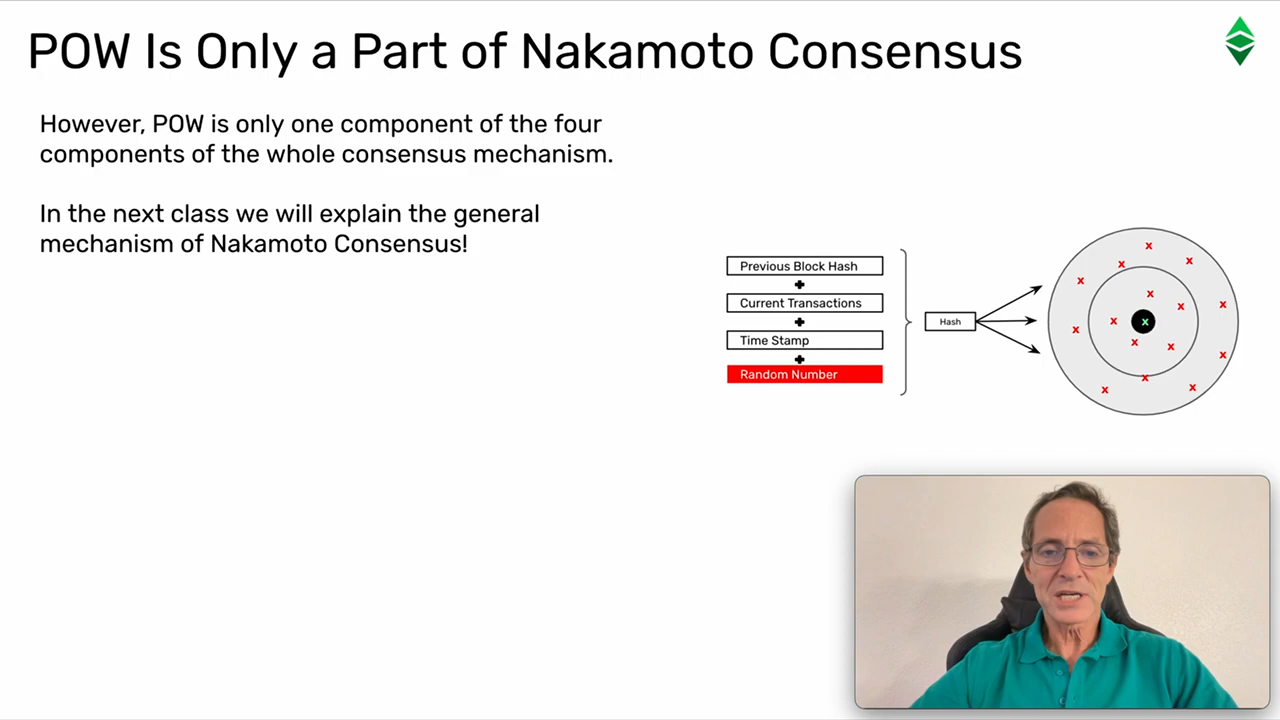 POW Is Only a Part of Nakamoto Consensus
However, POW is only one component of the four
components of the whole consensus mechanism.
In the next class we will explain the general
mechanism of Nakamoto Consensus!
Previous Block Hash
+
Current Transactions
+
Time Stamp
+
Random Number
Hash
x x x x x x x x x x x x x x x x x x